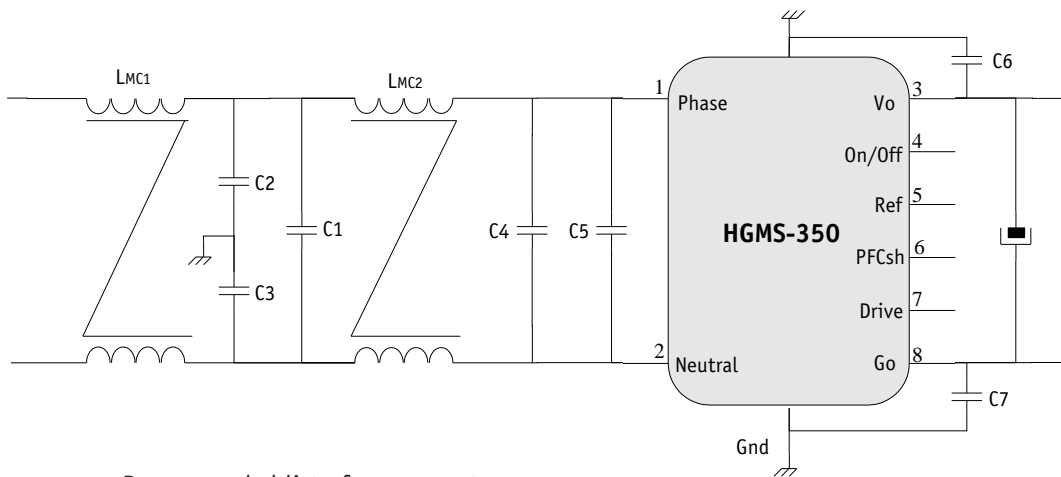 LMC1
LMC2
C6
1
Phase
Vo
3
On/Off
4
C2
Ref
5
C1
C4
C5
HGMS-350
PFCsh
6
C3
Drive
7
2
Neutral
Go
8
C7
Gnd